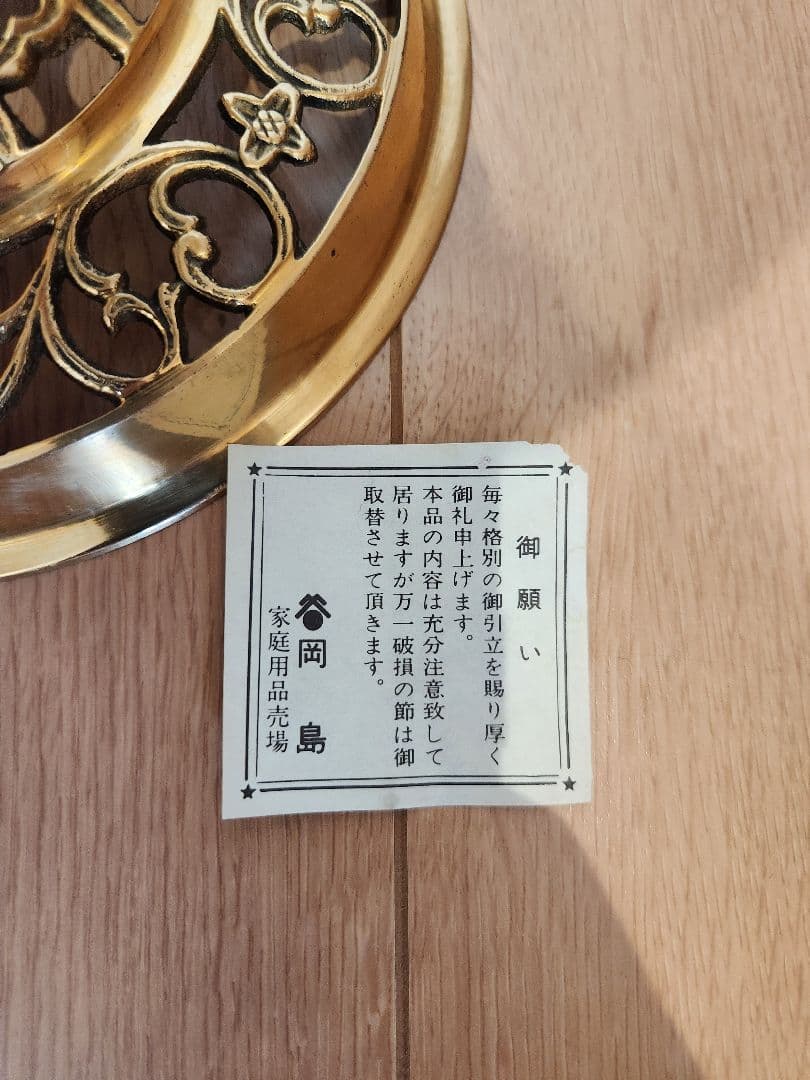 御願い
毎々格別の御引立を賜り厚く
御礼申上げます。
本品の内容は充分注意致して
居りますが万一破損の節は御
取替させて頂きます。
岡島
家庭用品売場